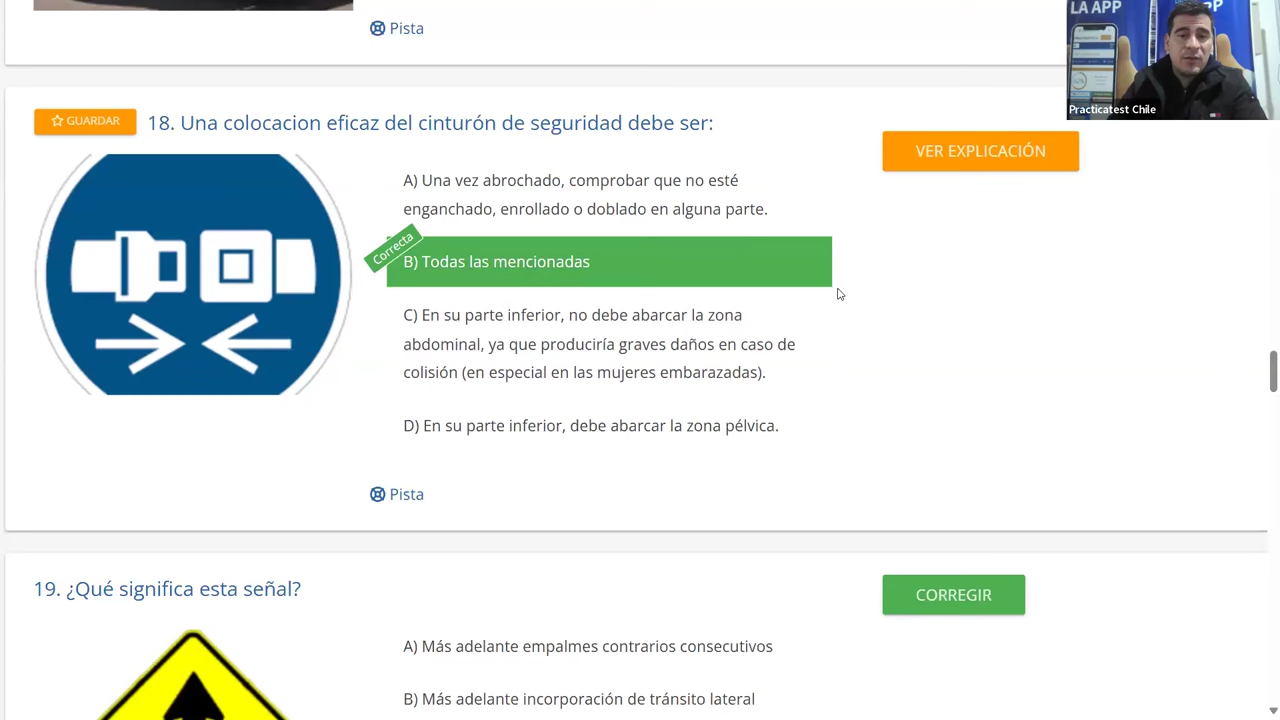 LA APP
Pista
Practicatest Chile
GUARDAR
18. Una colocacion eficaz del cinturón de seguridad debe ser:
VER EXPLICACIÓN
A) Una vez abrochado, comprobar que no esté
enganchado, enrollado o doblado en alguna parte.
Correcta
B) Todas las mencionadas
C) En su parte inferior, no debe abarcar la zona
abdominal, ya que produciría graves daños en caso de
colisión (en especial en las mujeres embarazadas).
D) En su parte inferior, debe abarcar la zona pélvica.
Pista
19. ¿Qué significa esta señal?
CORREGIR
A) Más adelante empalmes contrarios consecutivos
B) Más adelante incorporación de tránsito lateral